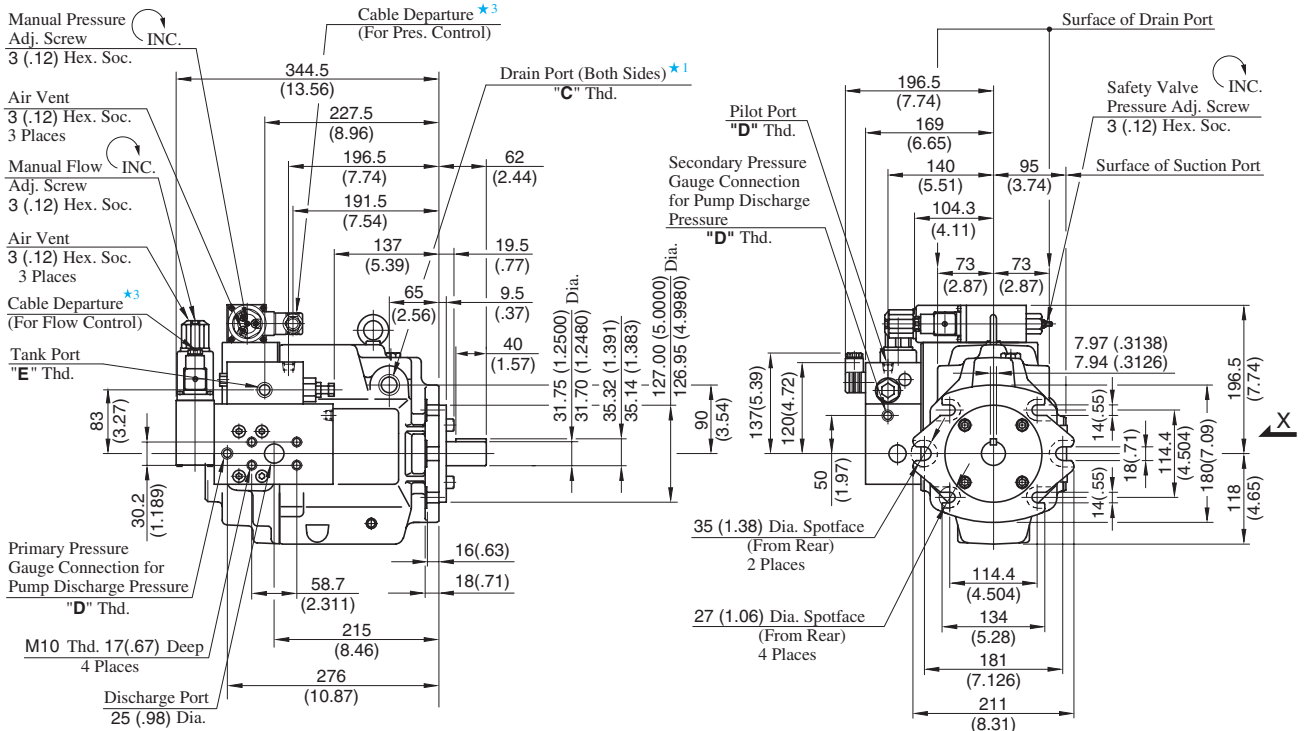 Manual Pressure
Adj. Screw
INC.
3 (.12) Hex. Soc.
Air Vent
3 (.12) Hex. Soc.
3 Places
Manual Flow
INC.
Adj. Screw
3 (.12) Hex. Soc.
Air Vent
3 (.12) Hex. Soc.
3 Places
Cable Departure ★3
(For Flow Control)
Tank Port
"E" Thd.
83
(3.27)
30.2
(1.189)
Primary Pressure
Gauge Connection for
Pump Discharge Pressure
"D" Thd.
M10 Thd. 17(.67) Deep
4 Places
Discharge Port
25 (.98) Dia.
Cable Departure ★3
(For Pres. Control)
Drain Port (Both Sides) ★1
"C" Thd.
344.5
(13.56)
227.5
(8.96)
196.5
(7.74)
62
(2.44)
191.5
(7.54)
137
(5.39)
19.5
(.77)
65
(2.56)
9.5
(.37)
40
(1.57)
31.75 (1.2500)
31.70 (1.2480)
Dia.
35.32 (1.391)
35.14 (1.383)
127.00 (5.0000)
126.95 (4.9980)
Dia.
90
(3.54)
16(.63)
18(.71)
58.7
(2.311)
215
(8.46)
276
(10.87)
Surface of Drain Port
196.5
(7.74)
Safety Valve
INC.
Pressure Adj. Screw
3 (.12) Hex. Soc.
Pilot Port
"D" Thd.
169
(6.65)
Secondary Pressure
Gauge Connection
for Pump Discharge
Pressure
"D" Thd.
140
(5.51)
95
(3.74)
Surface of Suction Port
104.3
(4.11)
73
(2.87)
73
(2.87)
7.97 (.3138)
7.94 (.3126)
137(5.39)
120(4.72)
50
(1.97)
14(.55)
18(.71)
14(.55)
114.4
(4.504)
180(7.09)
196.5
(7.74)
118
(4.65)
X
35 (1.38) Dia. Spotface
(From Rear)
2 Places
27 (1.06) Dia. Spotface
(From Rear)
4 Places
114.4
(4.504)
134
(5.28)
181
(7.126)
211
(8.31)